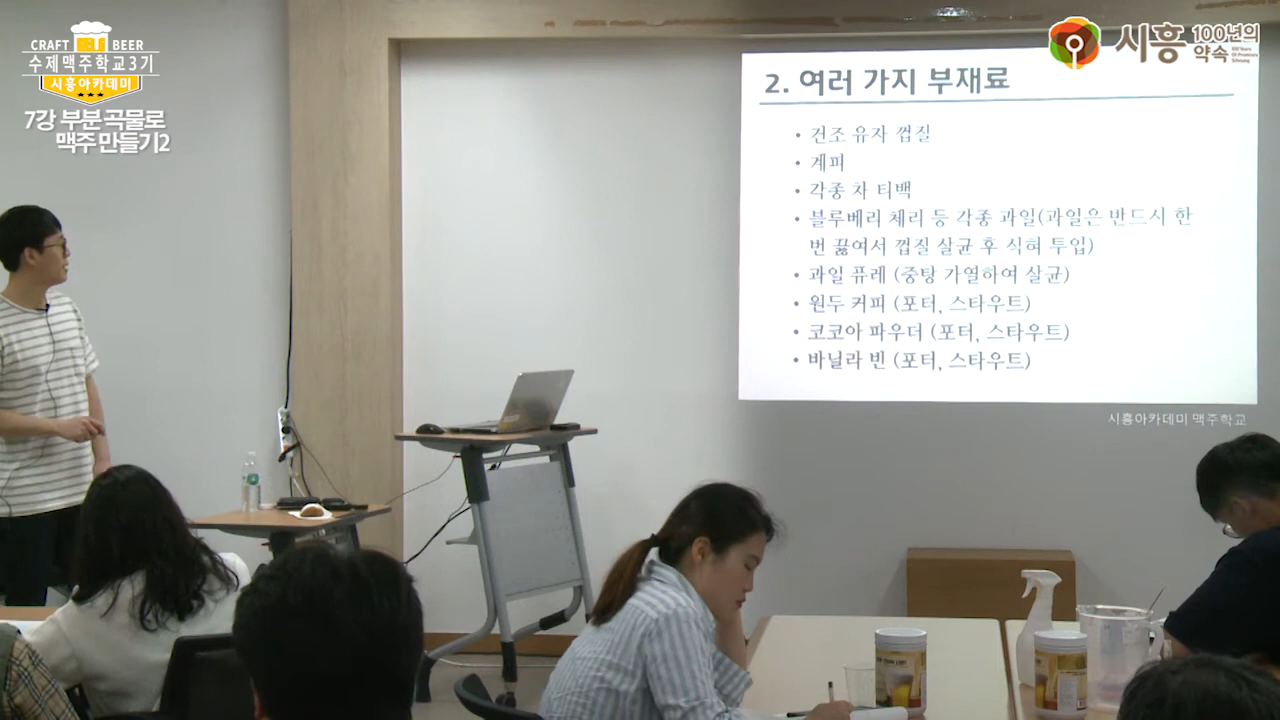 CRAFT BEER
수제맥주학교3기
시흥아카데미
7강 부분 곡물로
맥주 만들기2
시흥 100년의
약속
2. 여러 가지 부재료
• 건조 유자 껍질
• 계피
• 각종 차 티백
• 블루베리 체리 등 각종 과일(과일은 반드시 한
번 끓여서 껍질 살균 후 식혀 투입)
• 과일 퓨레 (중탕 가열하여 살균)
• 원두 커피 (포터, 스타우트)
• 코코아 파우더 (포터, 스타우트)
• 바닐라 빈 (포터, 스타우트)
시흥아카데미 맥주학교